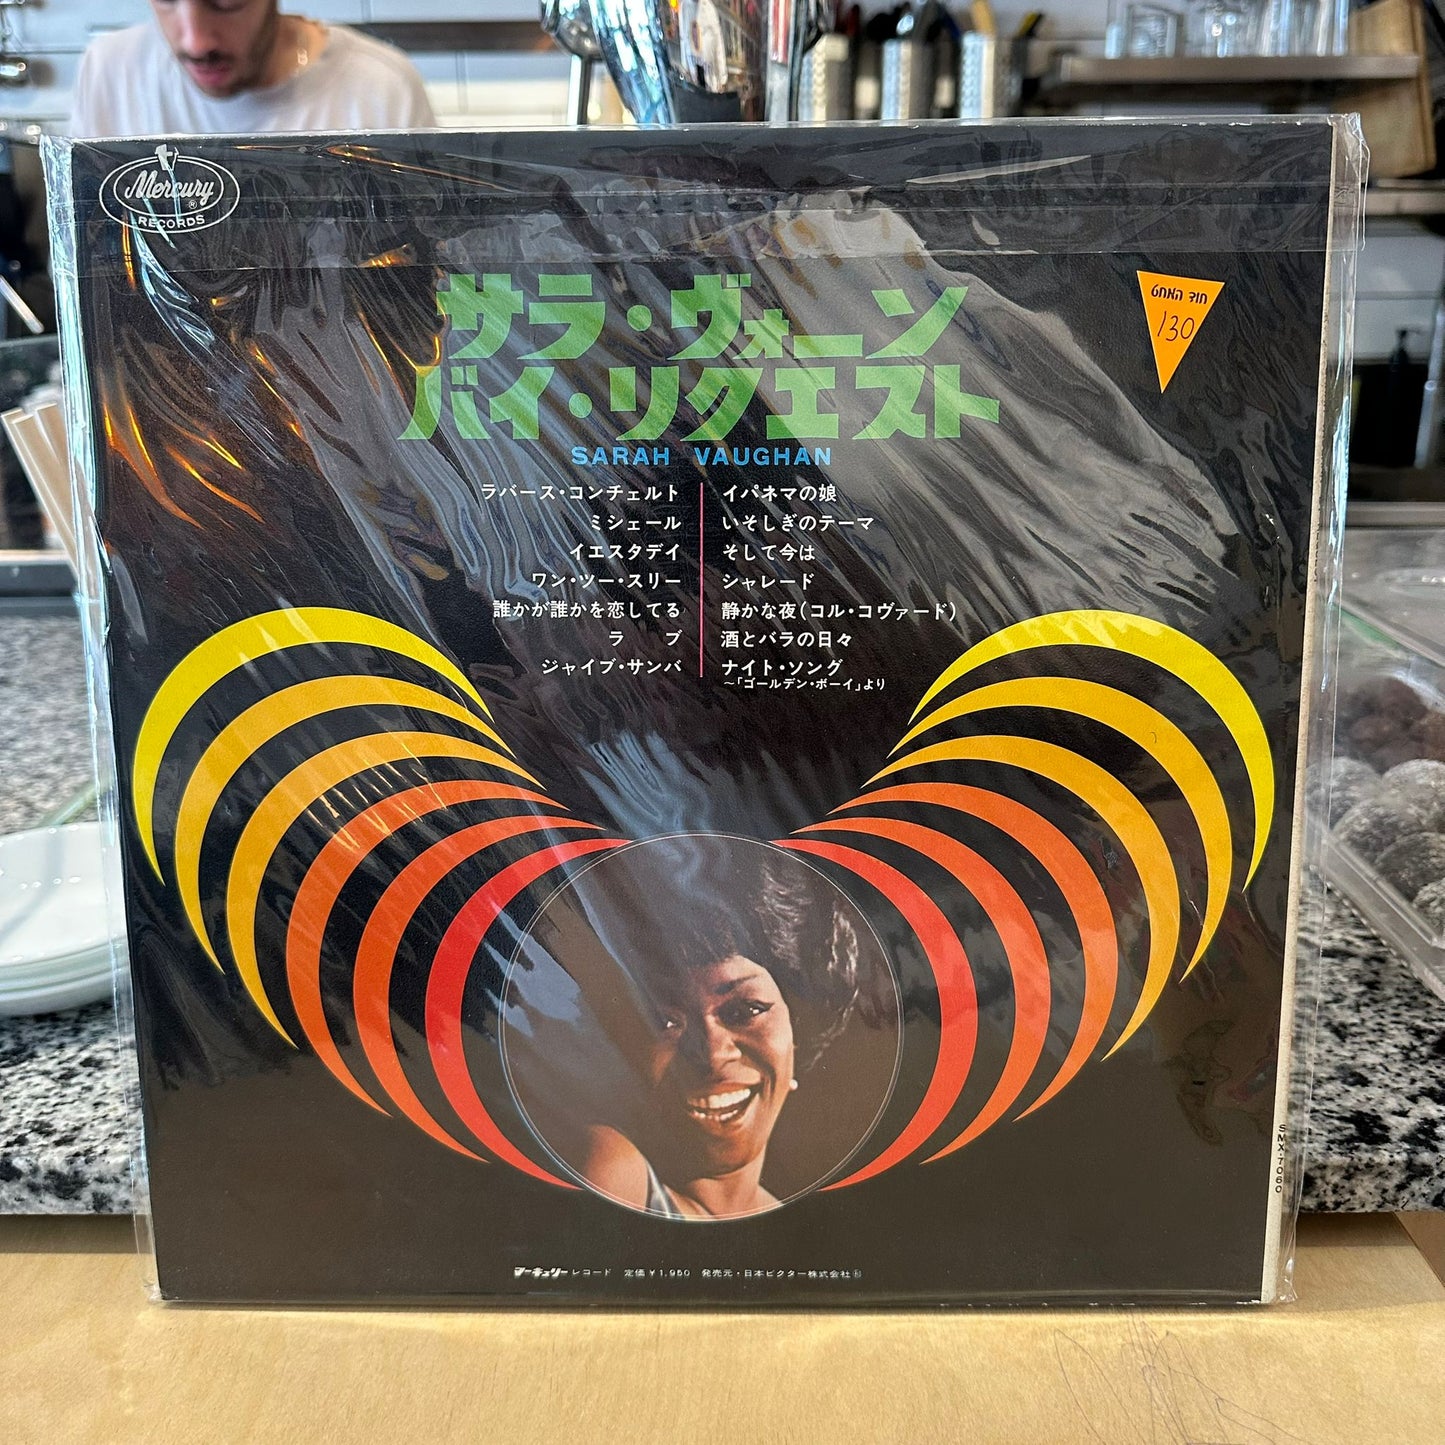 Mercury
®
RECORDS
サラ・ヴォーン
バイ・リクエスト
SARAH VAUGHAN
חוד המחט
130
ラバース・コンチェルト
ミシェール
イエスタデイ
ワン・ツー・スリー
誰かが誰かを恋してる
ラブ
ジャイブ・サンバ
イパネマの娘
いそしぎのテーマ
そして今は
シャレード
静かな夜(コル・コヴァード)
酒とバラの日々
ナイト・ソング
〜「ゴールデン・ボーイ」より
SMX-7060
マーキュリーレコード 定価¥1,950 発売元・日本ビクター株式会社